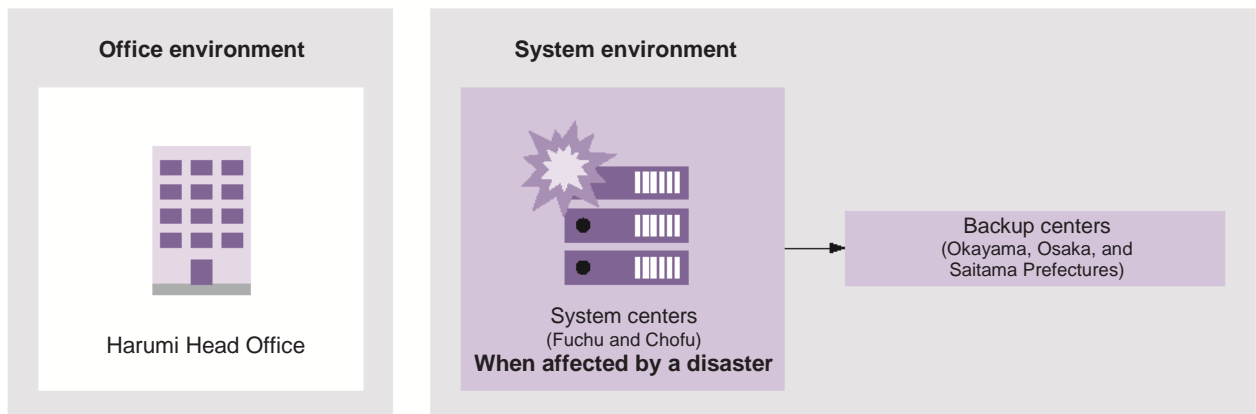 Office environment
Harumi Head Office
System environment
System centers
(Fuchu and Chofu)
When affected by a disaster
Backup centers
(Okayama, Osaka, and
Saitama Prefectures)